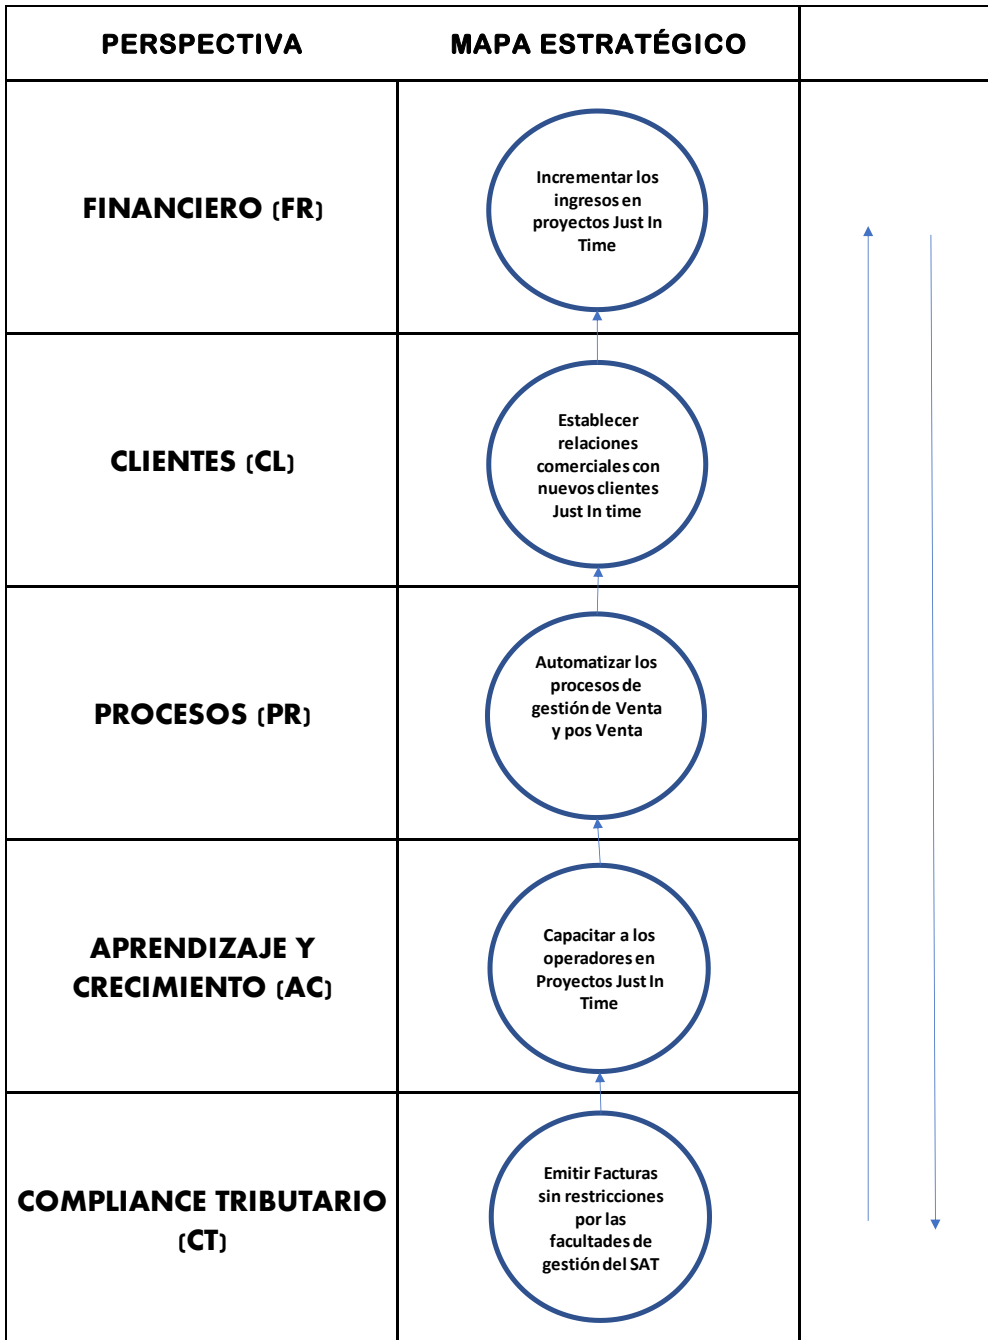 PERSPECTIVA
MAPA ESTRATÉGICO
FINANCIERO (FR)
Incrementar los
ingresos en
proyectos Just In
Time
CLIENTES (CL)
Establecer
relaciones
comerciales con
nuevos clientes
Just In time
PROCESOS (PR)
Automatizar los
procesos de
gestión de Venta
y pos Venta
APRENDIZAJE Y
CRECIMIENTO (AC)
Capacitar a los
operadores en
Proyectos Just In
Time
COMPLIANCE TRIBUTARIO
(CT)
Emitir Facturas
sin restricciones
por las
facultades de
gestión del SAT